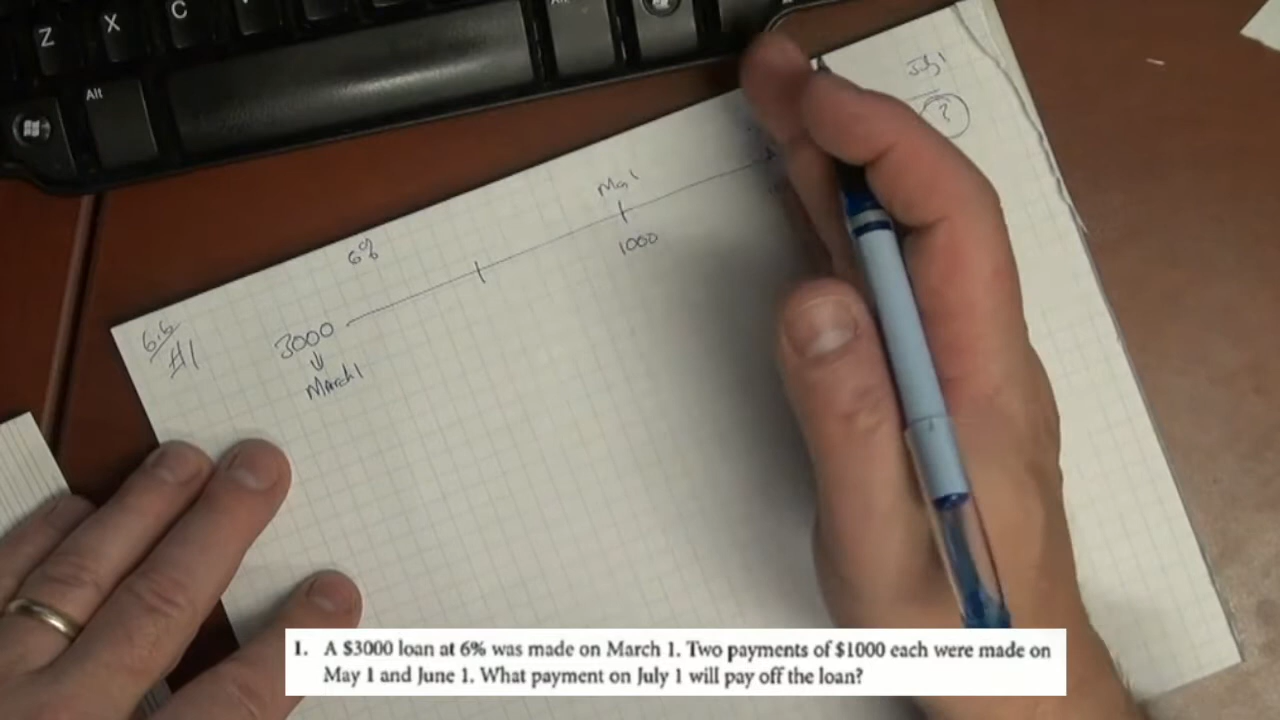 Z X C
Alt
July 1
?
May 1
1000
6%
6.6
#1
3000
March 1
1. A $3000 loan at 6% was made on March 1. Two payments of $1000 each were made on
May 1 and June 1. What payment on July 1 will pay off the loan?